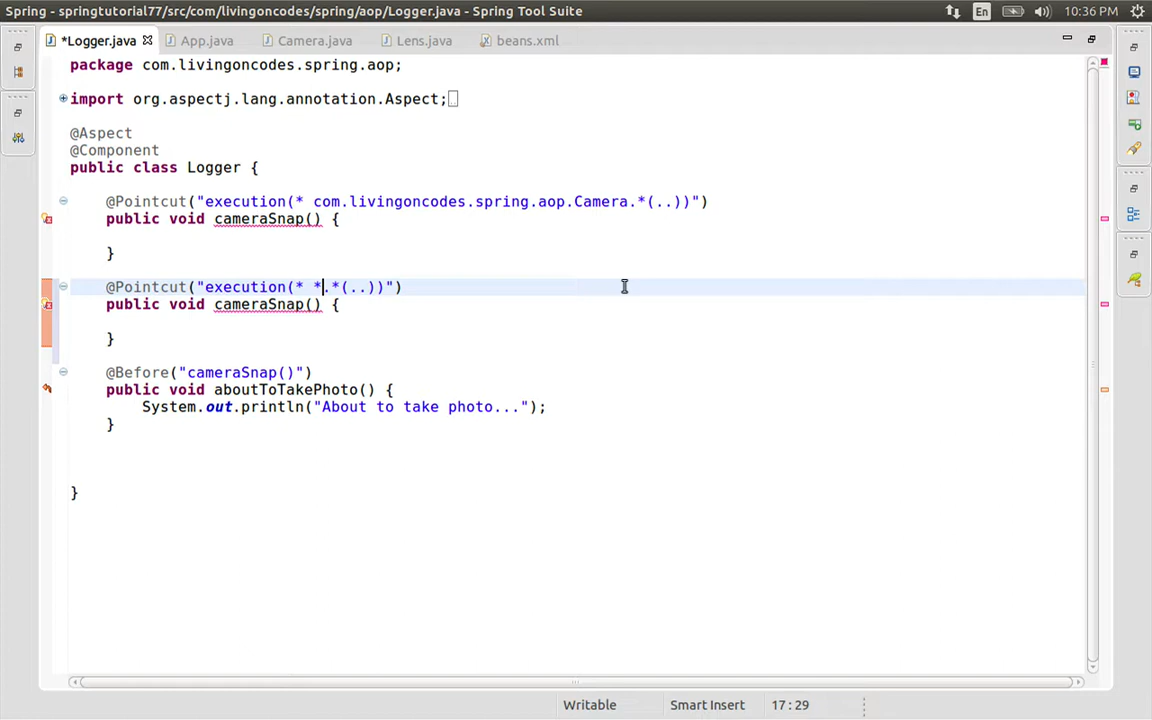 Spring - springtutorial77/src/com/livingoncodes/spring/aop/Logger.java - Spring Tool Suite
En
10:36 PM
*Logger.java
App.java
Camera.java
Lens.java
beans.xml
package com.livingoncodes.spring.aop;
import org.aspectj.lang.annotation.Aspect;
@Aspect
@Component
public class Logger {
@Pointcut("execution(* com.livingoncodes.spring.aop.Camera.*(..))")
public void cameraSnap() {
}
@Pointcut("execution(* *.*(..))")
public void cameraSnap() {
}
@Before("cameraSnap()")
public void aboutToTakePhoto() {
System.out.println("About to take photo...");
}
}
Writable
Smart Insert
17 : 29